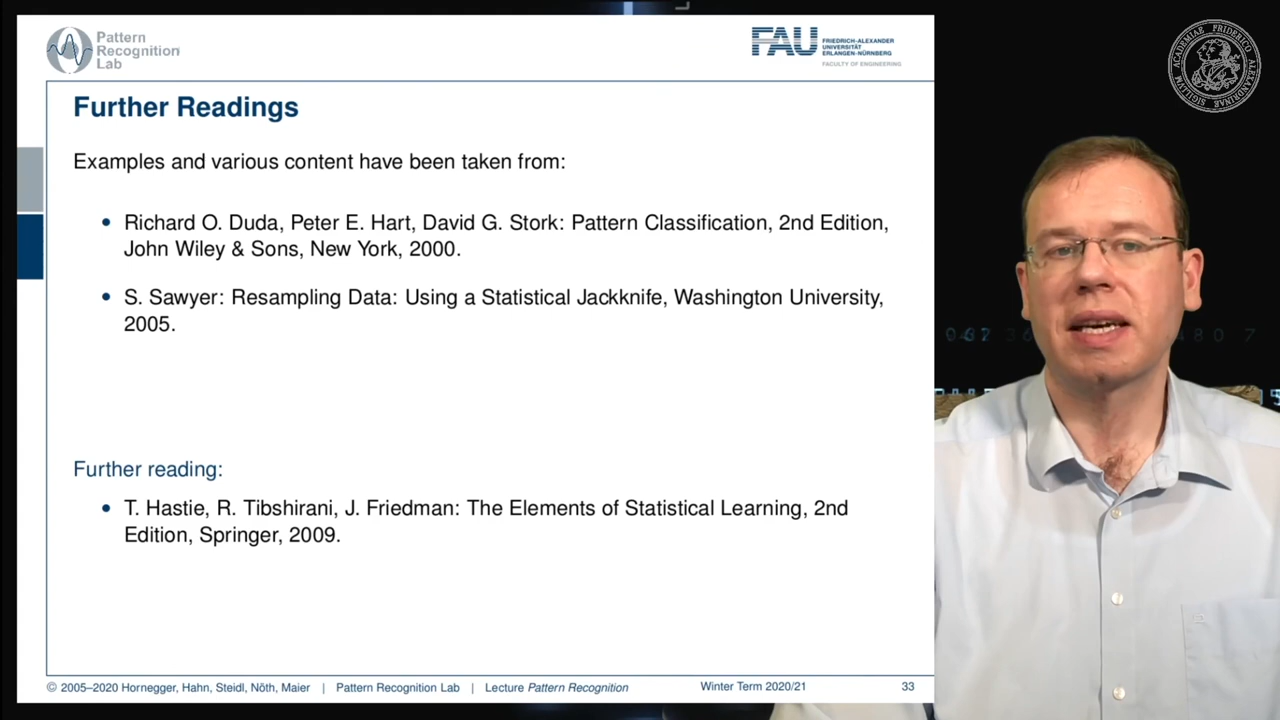 Pattern
Recognition
Lab
FAU
FRIEDRICH-ALEXANDER
UNIVERSITÄT
ERLANGEN-NÜRNBERG
FACULTY OF ENGINEERING
Further Readings
Examples and various content have been taken from:
• Richard O. Duda, Peter E. Hart, David G. Stork: Pattern Classification, 2nd Edition,
John Wiley & Sons, New York, 2000.
• S. Sawyer: Resampling Data: Using a Statistical Jackknife, Washington University,
2005.
Further reading:
• T. Hastie, R. Tibshirani, J. Friedman: The Elements of Statistical Learning, 2nd
Edition, Springer, 2009.
© 2005–2020 Hornegger, Hahn, Steidl, Nöth, Maier | Pattern Recognition Lab | Lecture Pattern Recognition Winter Term 2020/21 33